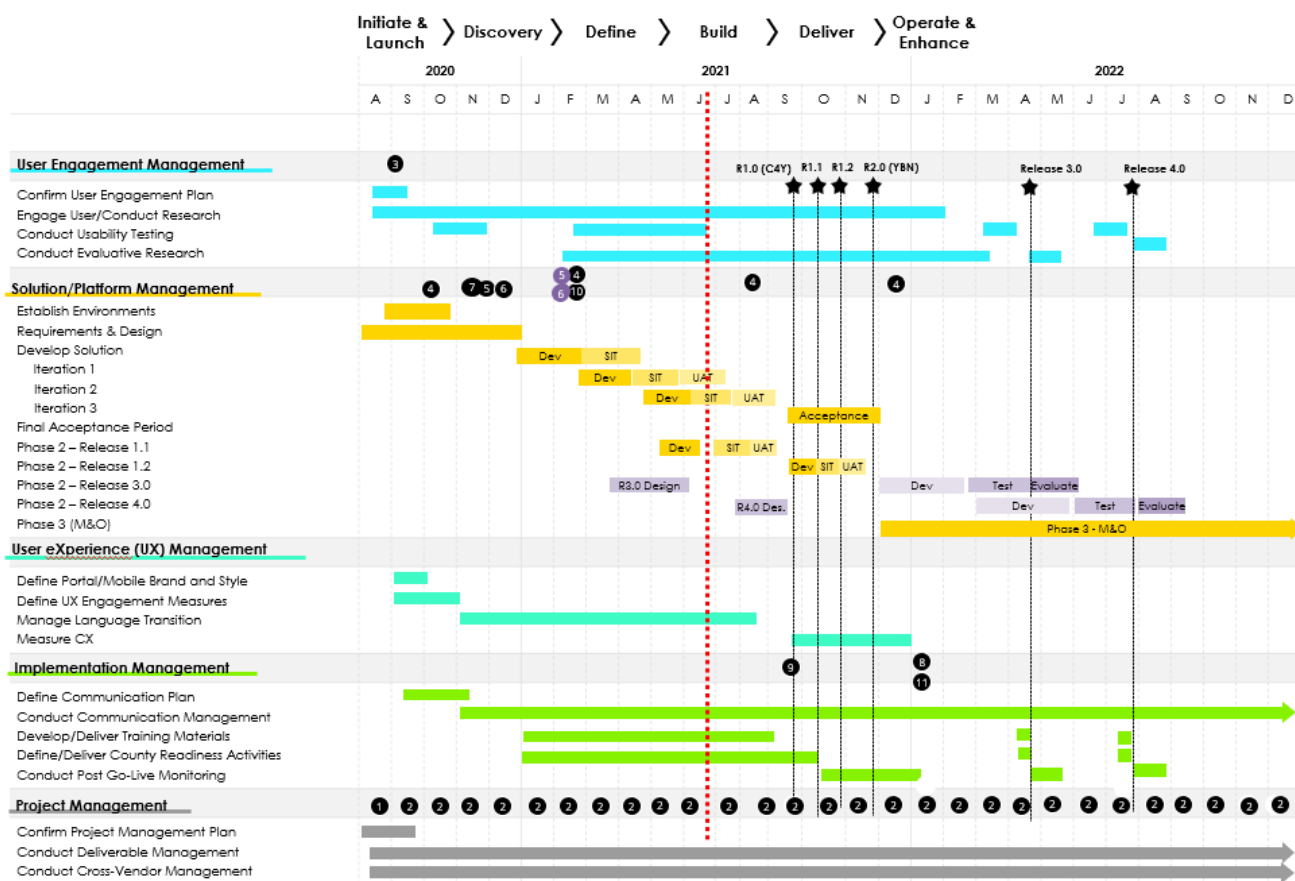 Initiate & Launch > Discovery > Define > Build > Deliver > Operate & Enhance
2020 2021 2022
A S O N D J F M A M J J A S O N D J F M A M J J A S O N D
User Engagement Management 3 R1.0 (C4Y) R1.1 R1.2 R2.0 (YBN) Release 3.0 Release 4.0
Confirm User Engagement Plan
Engage User/Conduct Research
Conduct Usability Testing
Conduct Evaluative Research
5 4
Solution/Platform Management 4 7 5 6 6 10 4 4
Establish Environments
Requirements & Design
Develop Solution Dev SIT
Iteration 1 Dev SIT UAT
Iteration 2 Dev SIT UAT
Iteration 3 Acceptance
Final Acceptance Period
Phase 2 – Release 1.1 Dev SIT UAT
Phase 2 – Release 1.2 Dev SIT UAT
Phase 2 – Release 3.0 R3.0 Design Dev Test Evaluate
Phase 2 – Release 4.0 R4.0 Des. Dev Test Evaluate
Phase 3 (M&O) Phase 3 - M&O
User eXperience (UX) Management
Define Portal/Mobile Brand and Style
Define UX Engagement Measures
Manage Language Transition
Measure CX
Implementation Management 9 8
11
Define Communication Plan
Conduct Communication Management
Develop/Deliver Training Materials
Define/Deliver County Readiness Activities
Conduct Post Go-Live Monitoring
Project Management 1 2 2 2 2 2 2 2 2 2 2 2 2 2 2 2 2 2 2 2 2 2 2 2 2 2 2 2 2
Confirm Project Management Plan
Conduct Deliverable Management
Conduct Cross-Vendor Management